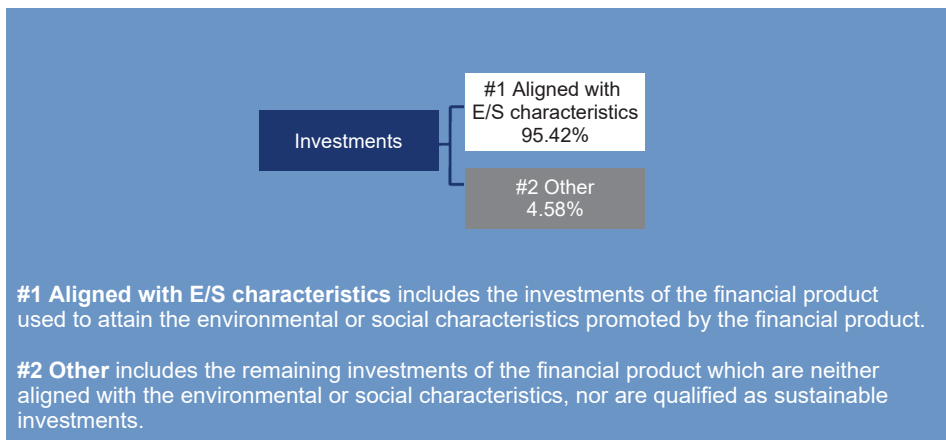 #1 Aligned with
E/S characteristics
95.42%
Investments
#2 Other
4.58%
#1 Aligned with E/S characteristics includes the investments of the financial product
used to attain the environmental or social characteristics promoted by the financial product.
#2 Other includes the remaining investments of the financial product which are neither
aligned with the environmental or social characteristics, nor are qualified as sustainable
investments.